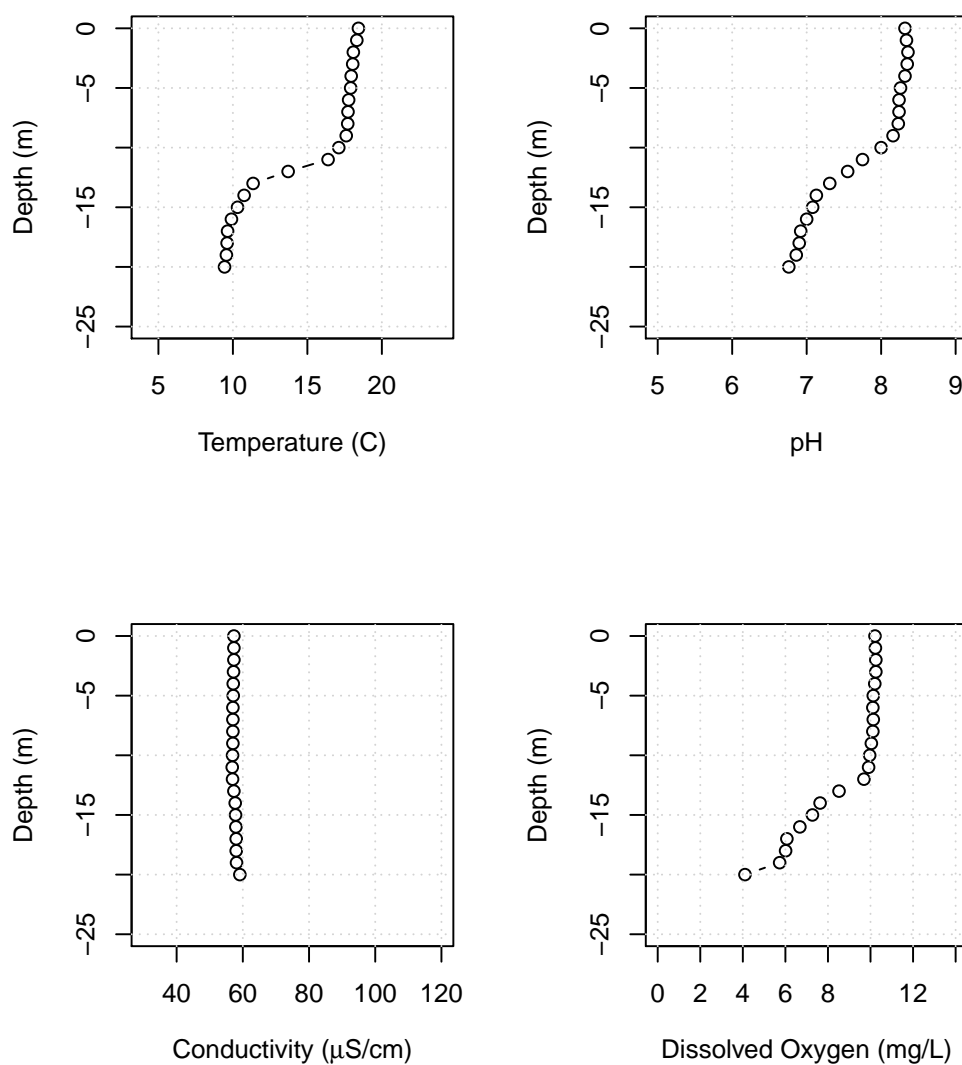 0
−5
−15
−25
Depth (m)
5 10 15 20
Temperature (C)
0
−5
−15
−25
Depth (m)
5 6 7 8 9
pH
0
−5
−15
−25
Depth (m)
40 60 80 100 120
Conductivity (μS/cm)
0
−5
−15
−25
Depth (m)
0 2 4 6 8 12
Dissolved Oxygen (mg/L)